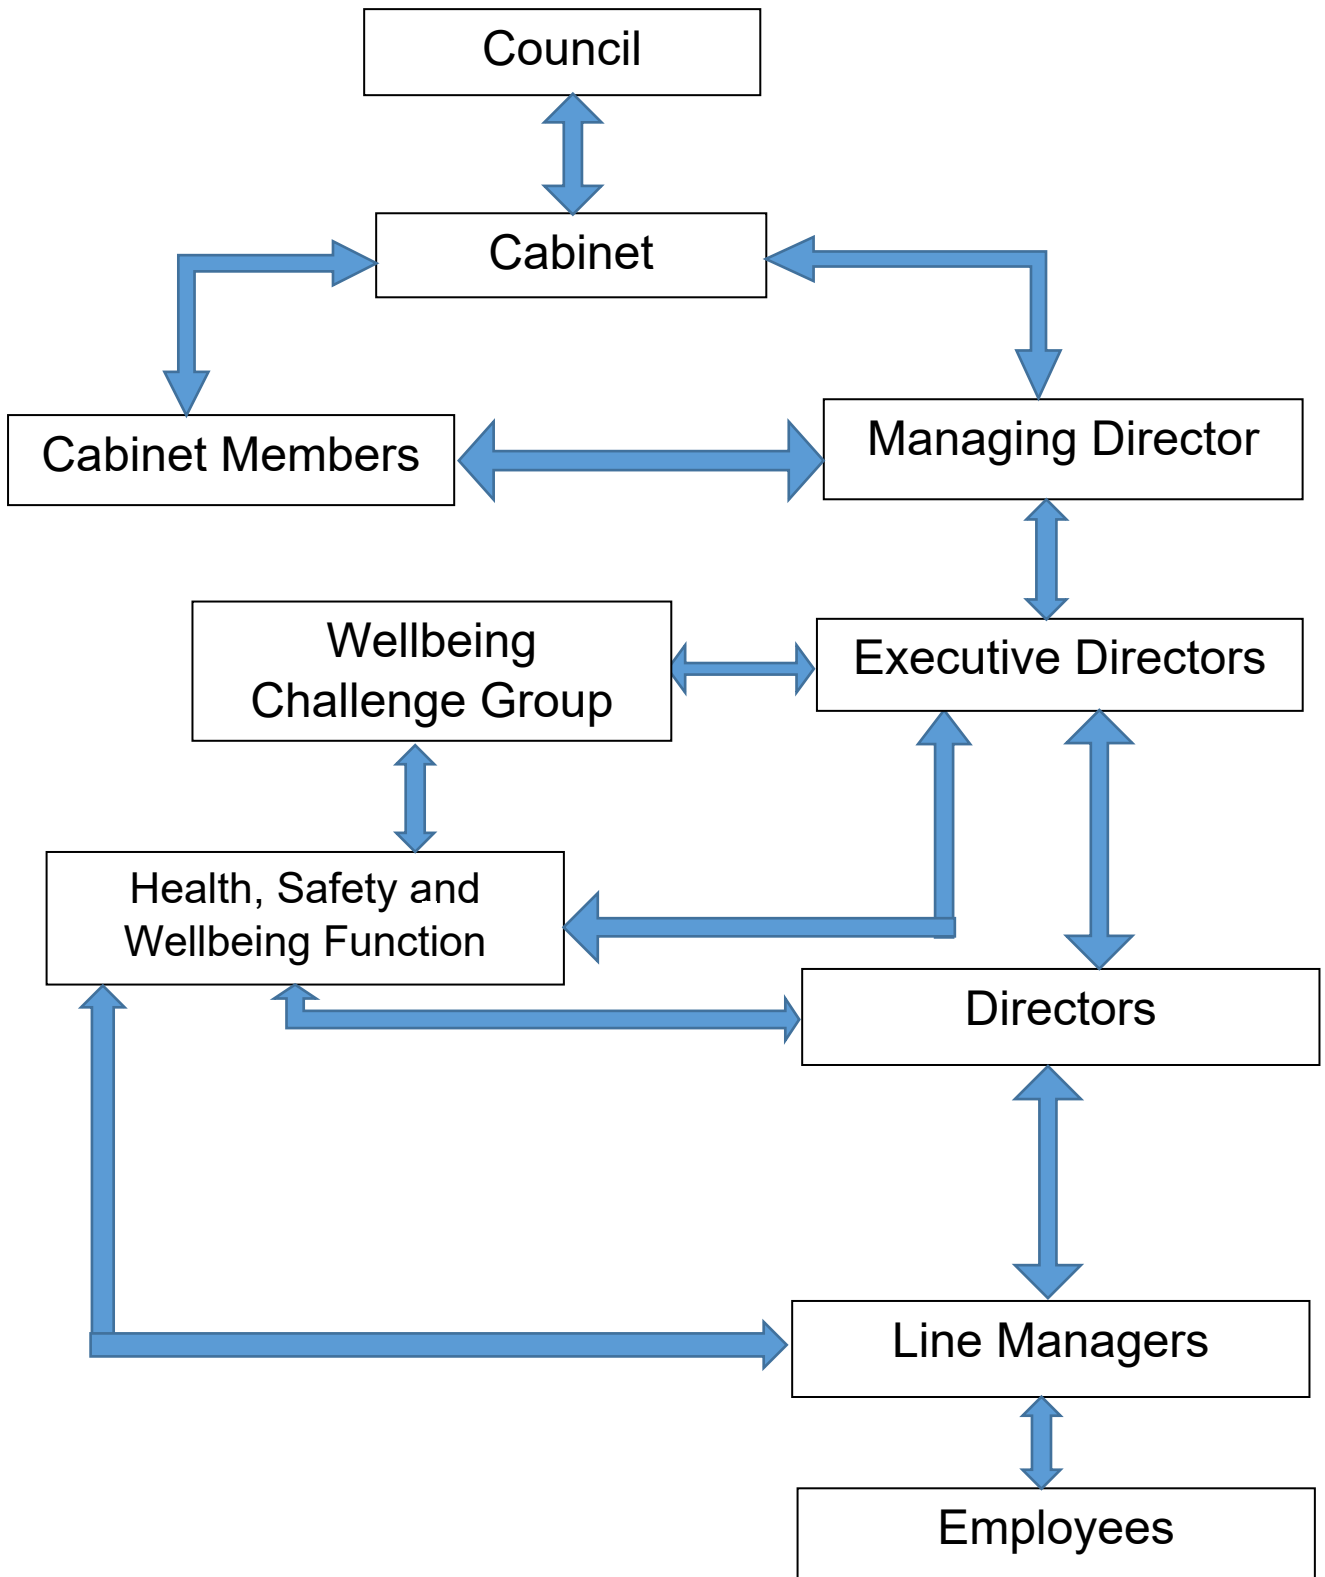 Council
Cabinet
Cabinet Members
Managing Director
Wellbeing
Challenge Group
Executive Directors
Health, Safety and
Wellbeing Function
Directors
Line Managers
Employees